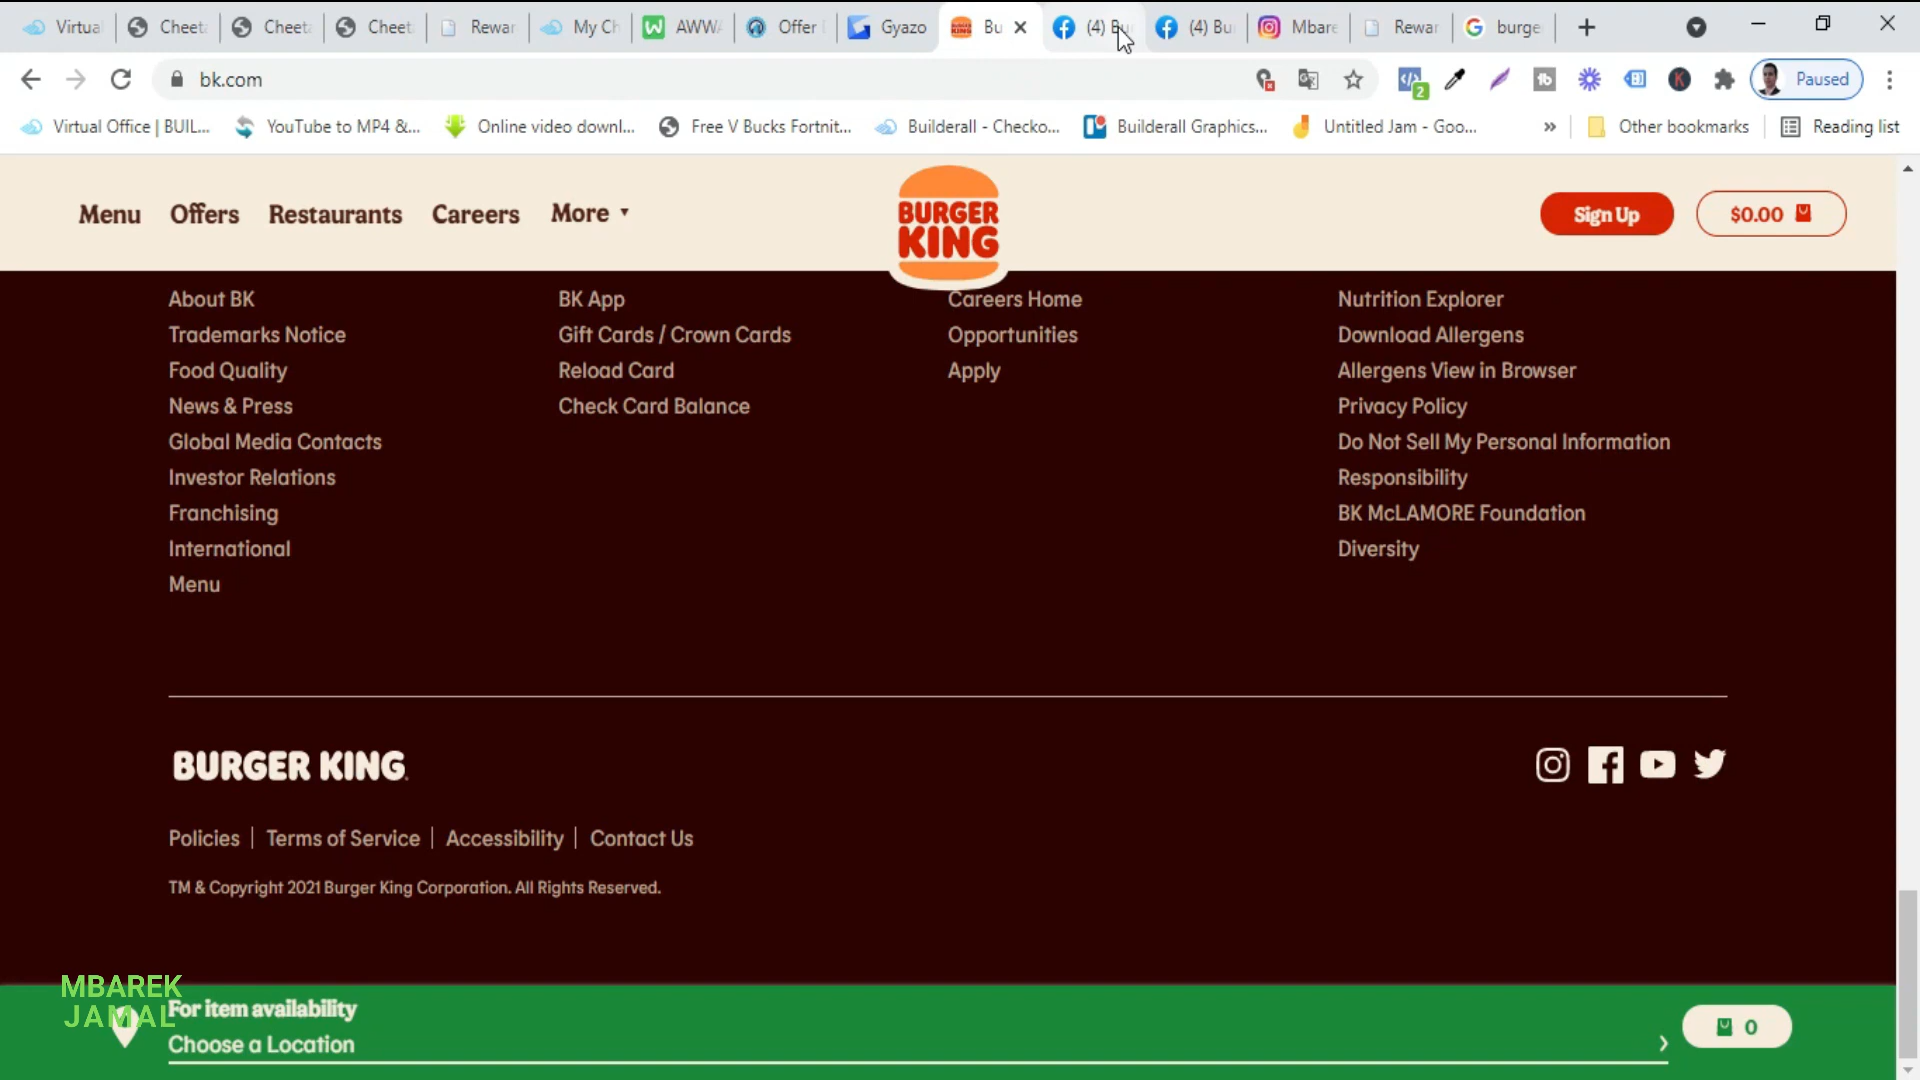 Virtual
Cheet
Cheet
Cheet
Rewar
My Ch
AWWA
Offer
Gyazo
Bu
(4) Bu
(4) Bu
Mbare
Rewar
burge
bk.com
2
Paused
Virtual Office | BUIL...
YouTube to MP4 &...
Online video downl...
Free V Bucks Fortnit...
Builderall - Checko...
Builderall Graphics...
Untitled Jam - Goo...
»
Other bookmarks
Reading list
Menu
Offers
Restaurants
Careers
More
BURGER
KING
Sign Up
$0.00
About BK
Trademarks Notice
Food Quality
News & Press
Global Media Contacts
Investor Relations
Franchising
International
Menu
BK App
Gift Cards / Crown Cards
Reload Card
Check Card Balance
Careers Home
Opportunities
Apply
Nutrition Explorer
Download Allergens
Allergens View in Browser
Privacy Policy
Do Not Sell My Personal Information
Responsibility
BK McLAMORE Foundation
Diversity
BURGER KING
Policies | Terms of Service | Accessibility | Contact Us
TM & Copyright 2021 Burger King Corporation. All Rights Reserved.
MBAREK
JAMAL
For item availability
Choose a Location
0